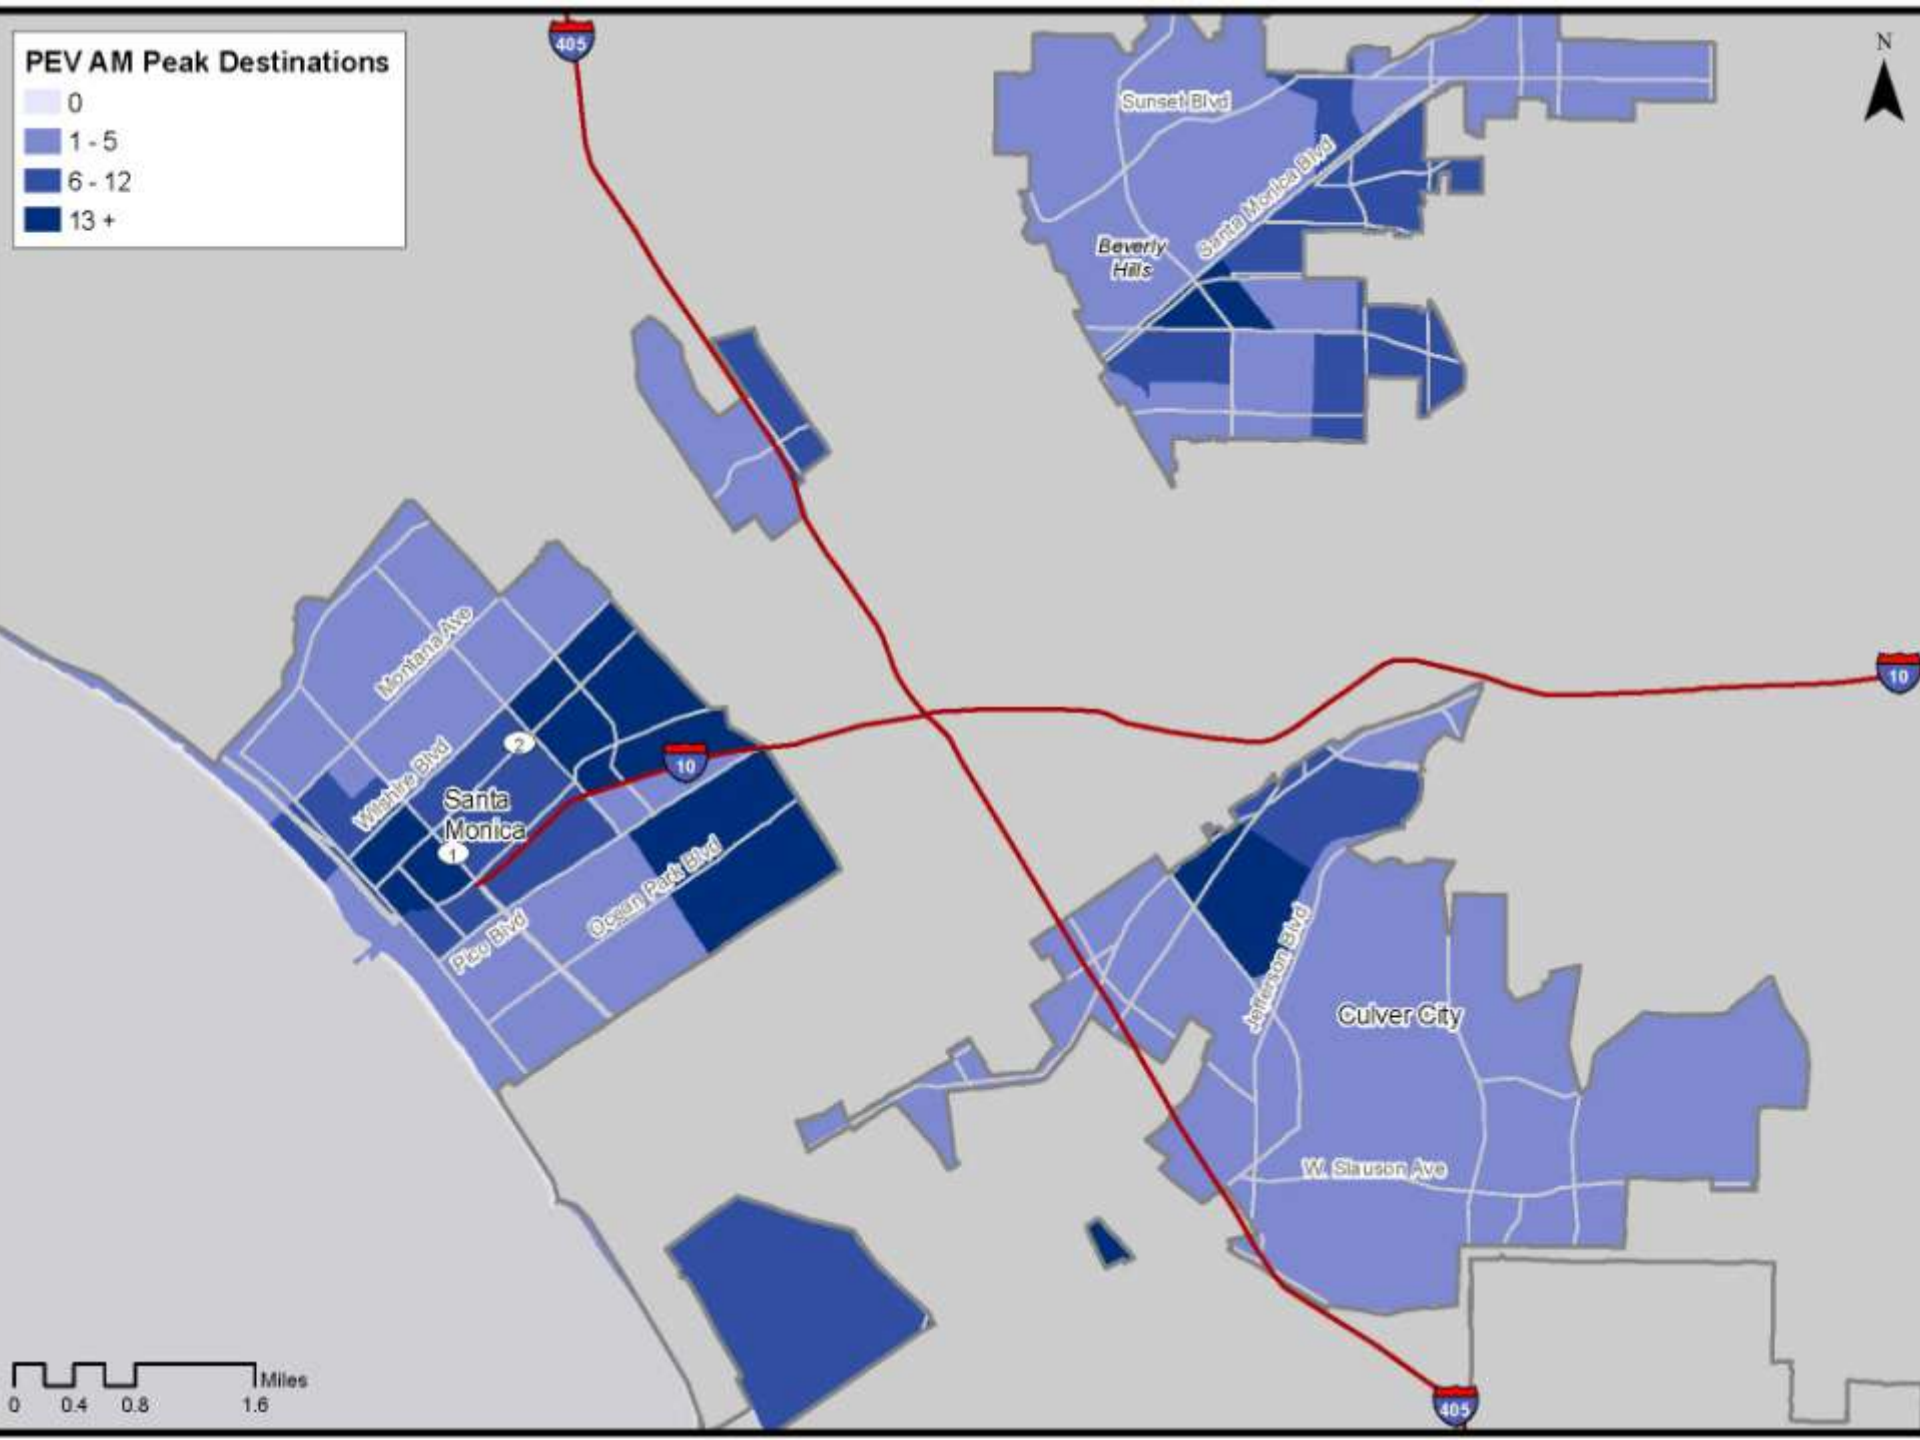 PEV AM Peak Destinations
0
1 - 5
6 - 12
13 +
405
N
Sunset Blvd
Santa Monica Blvd
Beverly
Hills
Montana Ave
Wilshire Blvd
2
10
10
Santa
Monica
1
Ocean Park Blvd
Pico Blvd
Jefferson Blvd
Culver City
W. Slauson Ave
405
Miles
0 0.4 0.8 1.6